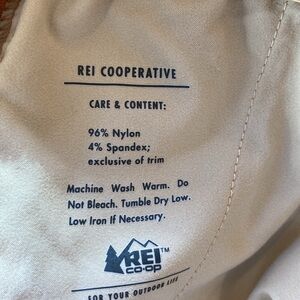 REI COOPERATIVE
CARE & CONTENT:
96% Nylon
4% Spandex;
exclusive of trim
Machine Wash Warm. Do
Not Bleach. Tumble Dry Low.
Low Iron If Necessary.
REI™
CO·OP
FOR YOUR OUTDOOR LIFE